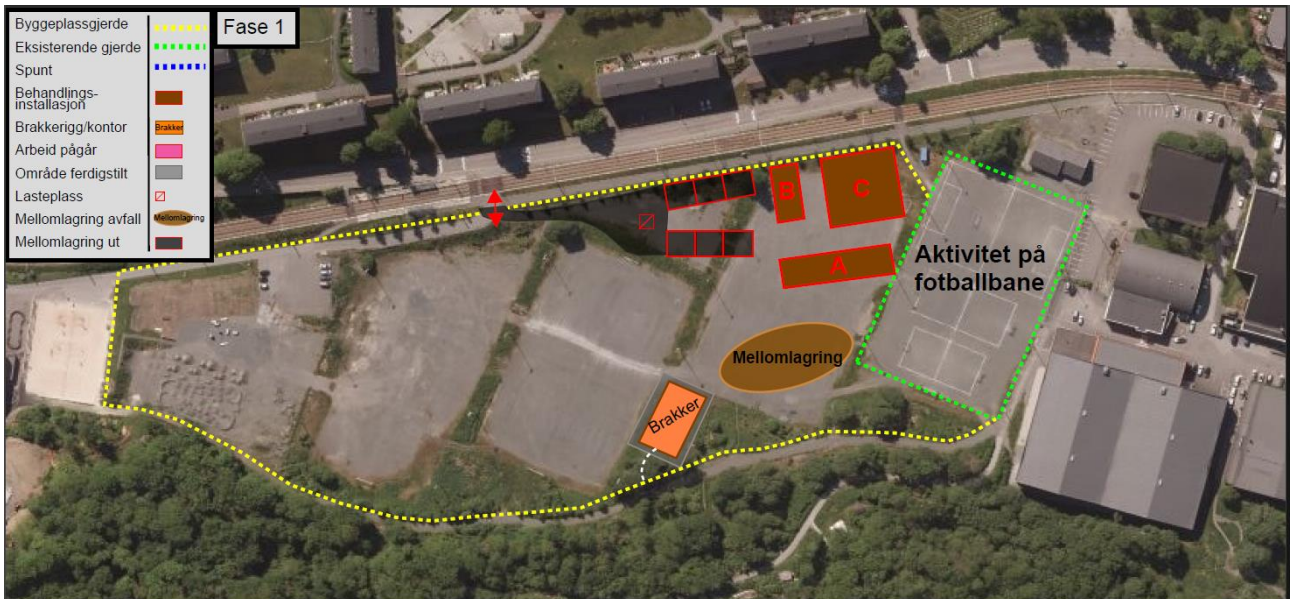 Byggeplassgjerde
Fase 1
Eksisterende gjerde
Spunt
Behandlings-
installasjon
Brakkerigg/kontor
Brakker
Arbeid pågår
Område ferdigstilt
Lasteplass
Mellomlagring avfall
Mellomlagring
Mellomlagring ut
B
C
A
Aktivitet på
fotballbane
Mellomlagring
Brakker